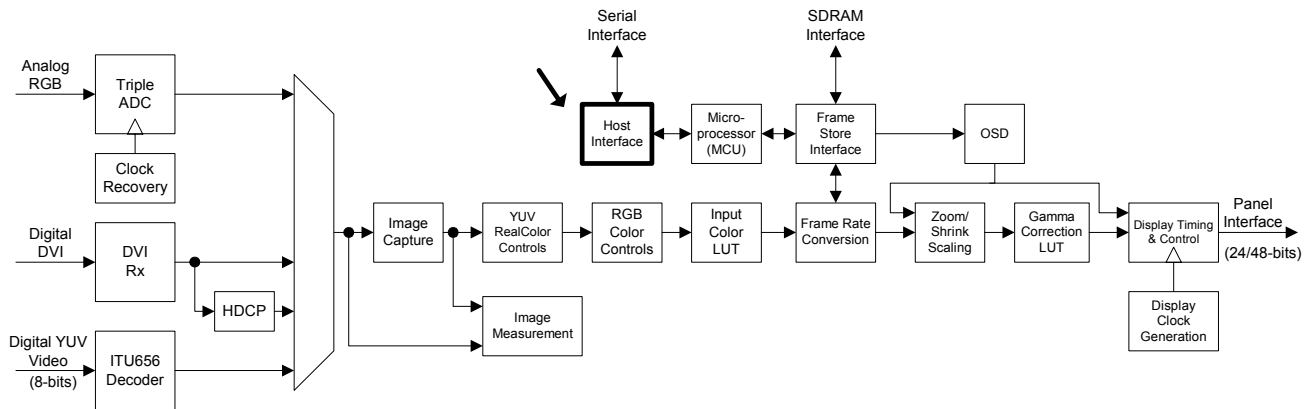 Serial
Interface
SDRAM
Interface
Analog
RGB
Triple
ADC
Clock
Recovery
Host
Interface
Micro-
processor
(MCU)
Frame
Store
Interface
OSD
Digital
DVI
DVI
Rx
HDCP
Image
Capture
YUV
RealColor
Controls
RGB
Color
Controls
Input
Color
LUT
Frame Rate
Conversion
Zoom/
Shrink
Scaling
Gamma
Correction
LUT
Display Timing
& Control
Panel
Interface
(24/48-bits)
Image
Measurement
Display
Clock
Generation
Digital YUV
Video
(8-bits)
ITU656
Decoder